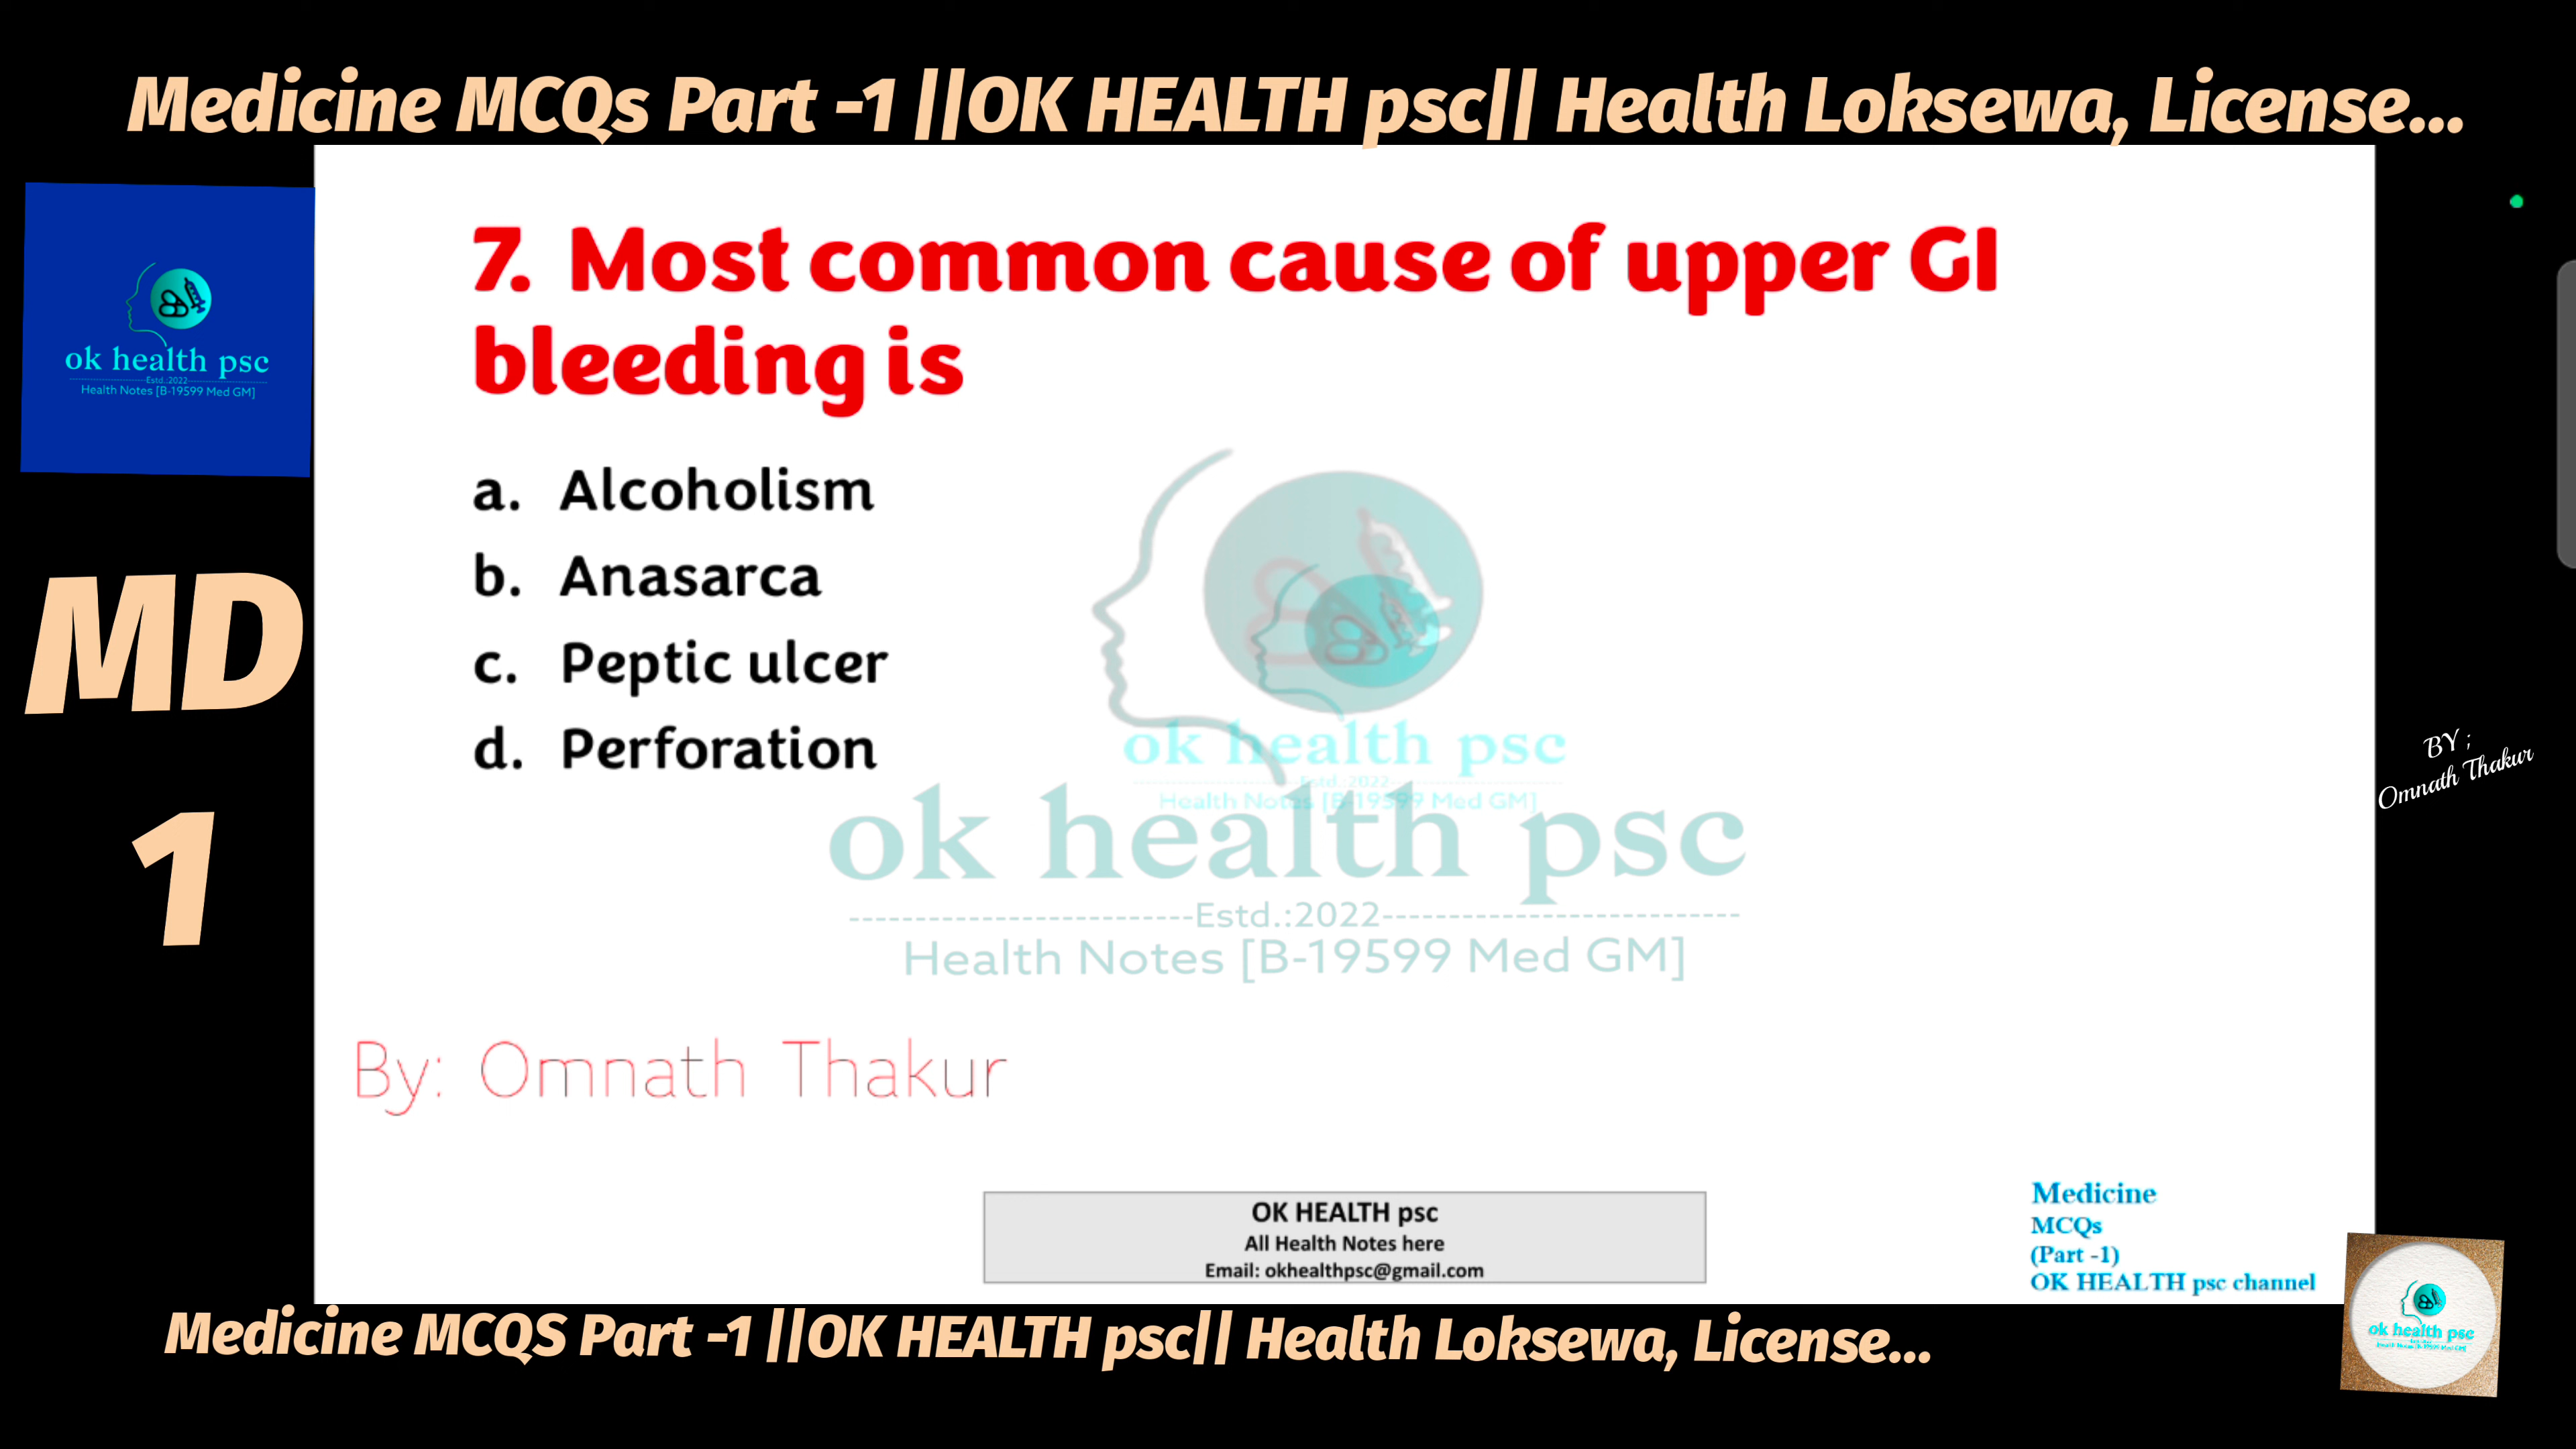 Medicine MCQs Part -1 ||OK HEALTH psc|| Health Loksewa, License...
ok health psc
Estd.:2022
Health Notes [B-19599 Med GM]
MD
1
7. Most common cause of upper GI
bleeding is
a. Alcoholism
b. Anasarca
c. Peptic ulcer
d. Perforation
ok health psc
Estd.:2022
Health Notes [B-19599 Med GM]
ok health psc
Estd.:2022
Health Notes [B-19599 Med GM]
BY ;
Omnath Thakur
By: Omnath Thakur
OK HEALTH psc
All Health Notes here
Email: okhealthpsc@gmail.com
Medicine
MCQs
(Part -1)
OK HEALTH psc channel
ok health psc
Medicine MCQS Part -1 ||OK HEALTH psc|| Health Loksewa, License...